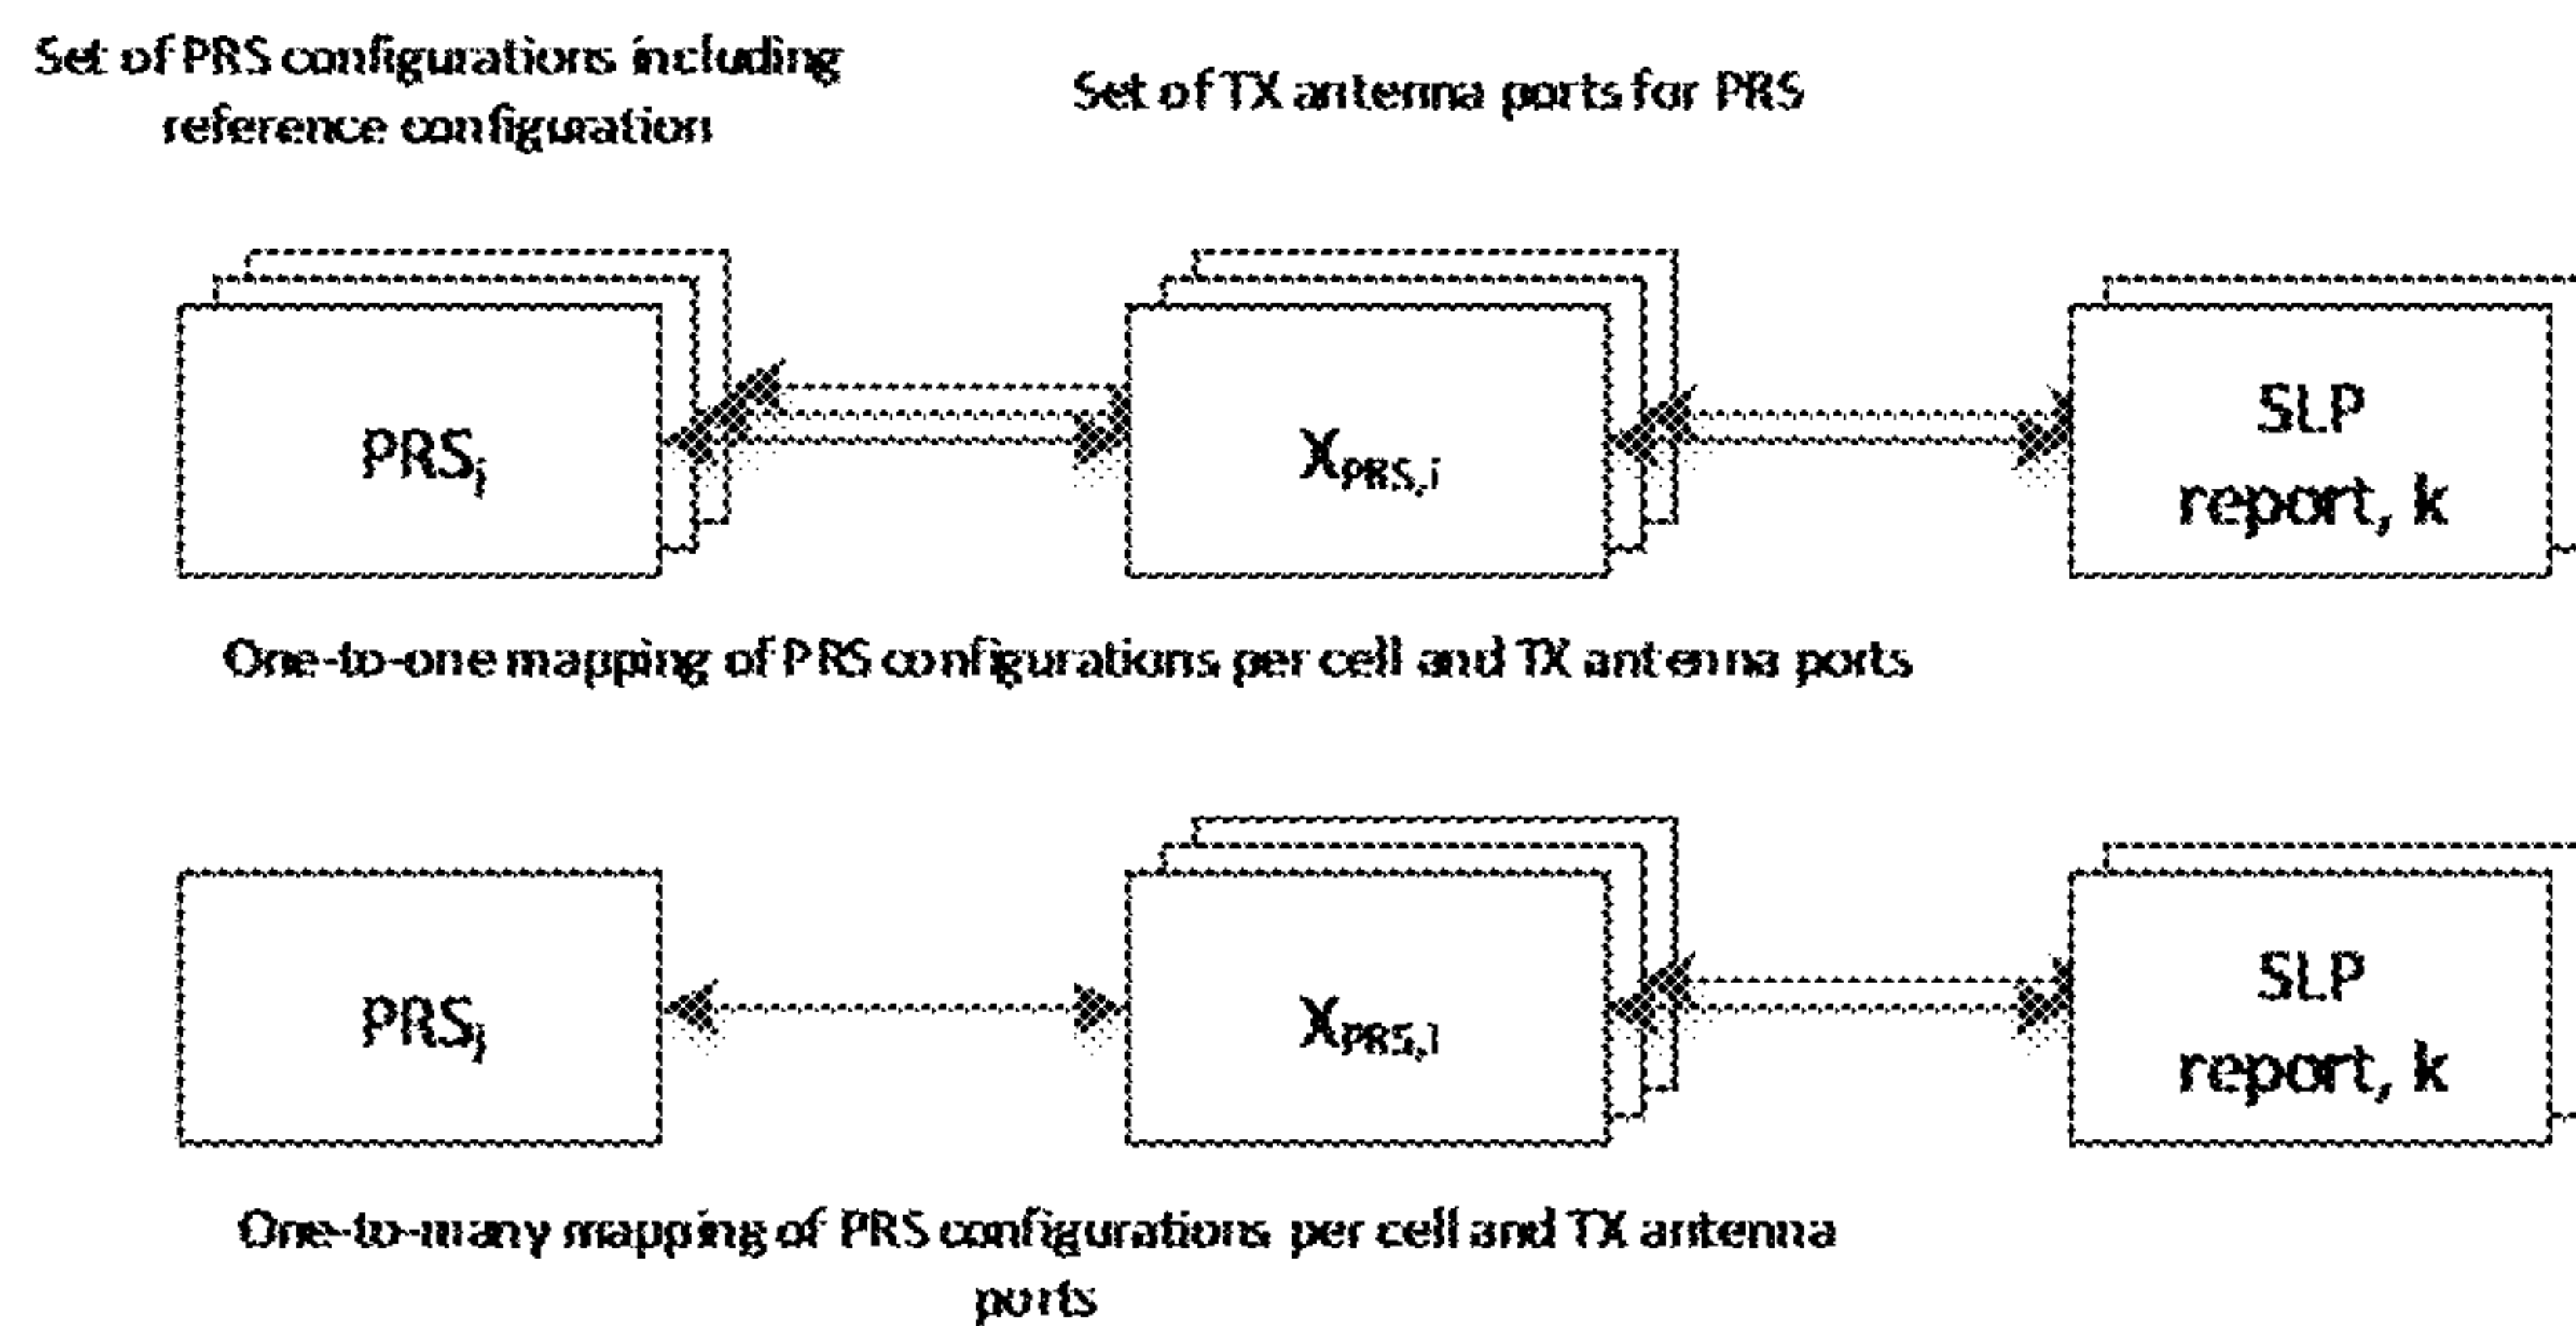 Set of PRS configurations including
reference configuration
Set of TX antenna ports for PRS
PRSj
XPRS,i
SLP
report, k
One-to-one mapping of PRS configurations per cell and TX antenna ports
PRSj
XPRS,i
SLP
report, k
One-to-many mapping of PRS configurations per cell and TX antenna
ports